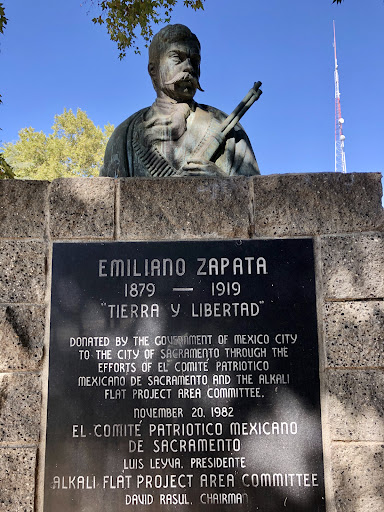 EMILIANO ZAPATA
1879 — 1919
"TIERRA Y LIBERTAD"
DONATED BY THE GOVERNMENT OF MEXICO CITY
TO THE CITY OF SACRAMENTO THROUGH THE
EFFORTS OF EL COMITÉ PATRIOTICO
MEXICANO DE SACRAMENTO AND THE ALKALI
FLAT PROJECT AREA COMMITTEE.
NOVEMBER 20, 1982
EL COMITÉ PATRIOTICO MEXICANO
DE SACRAMENTO
LUIS LEYVA, PRESIDENTE
ALKALI FLAT PROJECT AREA COMMITTEE
DAVID RASUL, CHAIRMAN